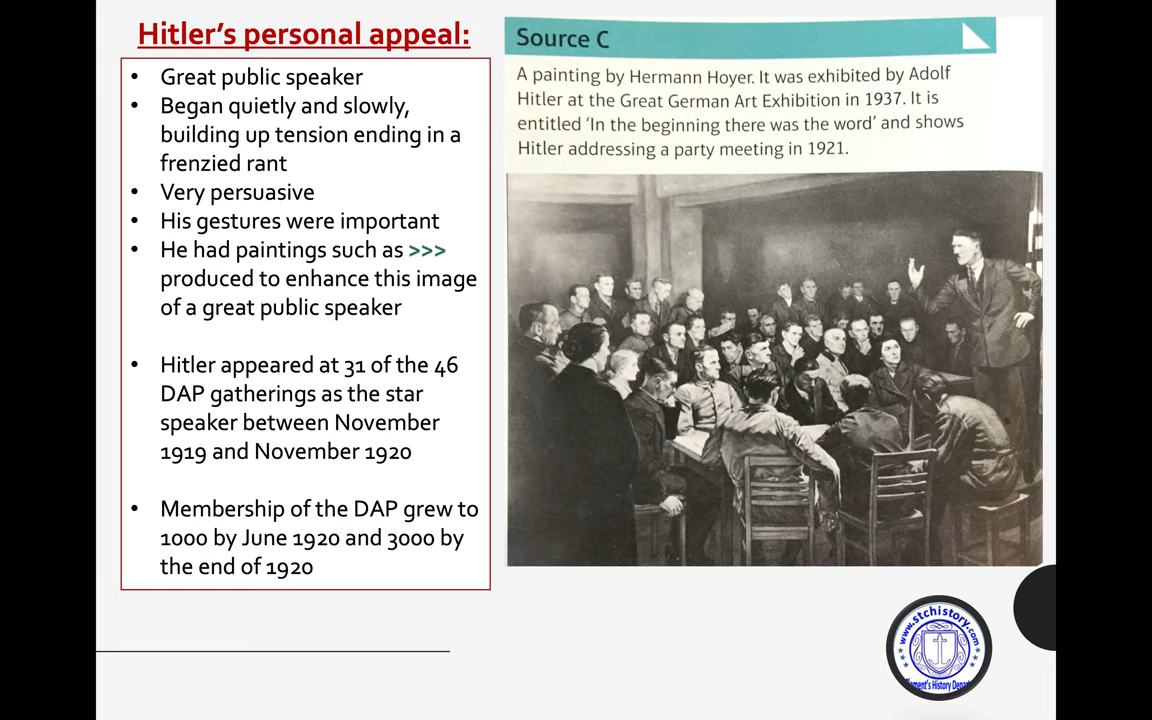 Hitler's personal appeal:
• Great public speaker
• Began quietly and slowly,
building up tension ending in a
frenzied rant
• Very persuasive
• His gestures were important
• He had paintings such as >>>
produced to enhance this image
of a great public speaker
• Hitler appeared at 31 of the 46
DAP gatherings as the star
speaker between November
1919 and November 1920
• Membership of the DAP grew to
1000 by June 1920 and 3000 by
the end of 1920
Source C
A painting by Hermann Hoyer. It was exhibited by Adolf
Hitler at the Great German Art Exhibition in 1937. It is
entitled 'In the beginning there was the word' and shows
Hitler addressing a party meeting in 1921.
www.stchistory.com
History